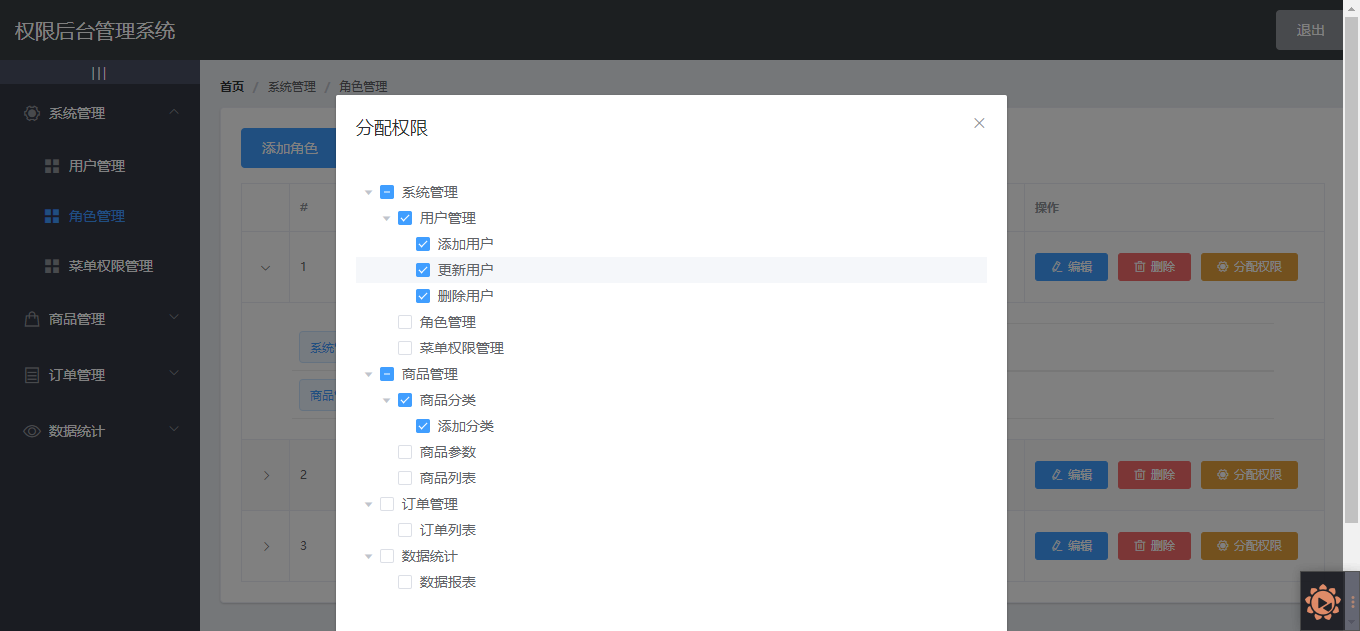 权限后台管理系统
退出
|||
首页 / 系统管理 / 角色管理
系统管理
用户管理
角色管理
菜单权限管理
商品管理
订单管理
数据统计
添加角色
# 操作
1 编辑 删除 分配权限
系统
商品
2 编辑 删除 分配权限
3 编辑 删除 分配权限
分配权限
系统管理
用户管理
添加用户
更新用户
删除用户
角色管理
菜单权限管理
商品管理
商品分类
添加分类
商品参数
商品列表
订单管理
订单列表
数据统计
数据报表